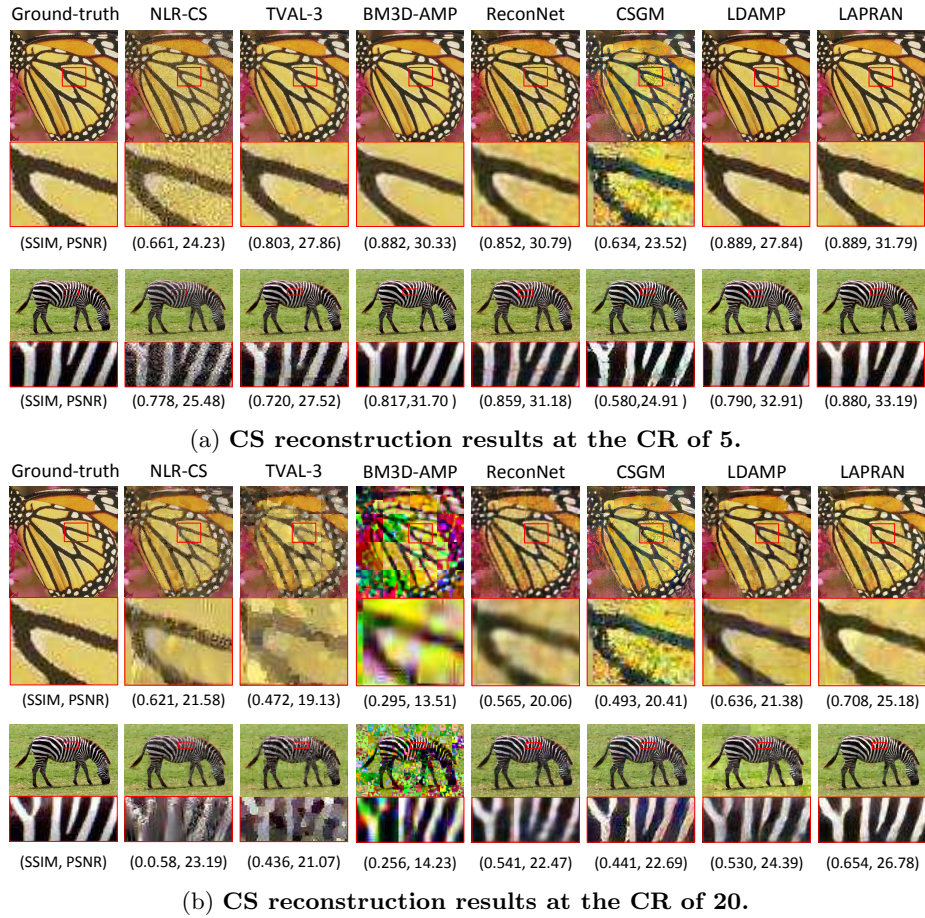 Ground-truth NLR-CS TVAL-3 BM3D-AMP ReconNet CSGM LDAMP LAPRAN
(SSIM, PSNR) (0.661, 24.23) (0.803, 27.86) (0.882, 30.33) (0.852, 30.79) (0.634, 23.52) (0.889, 27.84) (0.889, 31.79)
(SSIM, PSNR) (0.778, 25.48) (0.720, 27.52) (0.817,31.70 ) (0.859, 31.18) (0.580,24.91 ) (0.790, 32.91) (0.880, 33.19)
(a) CS reconstruction results at the CR of 5.
Ground-truth NLR-CS TVAL-3 BM3D-AMP ReconNet CSGM LDAMP LAPRAN
(SSIM, PSNR) (0.621, 21.58) (0.472, 19.13) (0.295, 13.51) (0.565, 20.06) (0.493, 20.41) (0.636, 21.38) (0.708, 25.18)
(SSIM, PSNR) (0.0.58, 23.19) (0.436, 21.07) (0.256, 14.23) (0.541, 22.47) (0.441, 22.69) (0.530, 24.39) (0.654, 26.78)
(b) CS reconstruction results at the CR of 20.